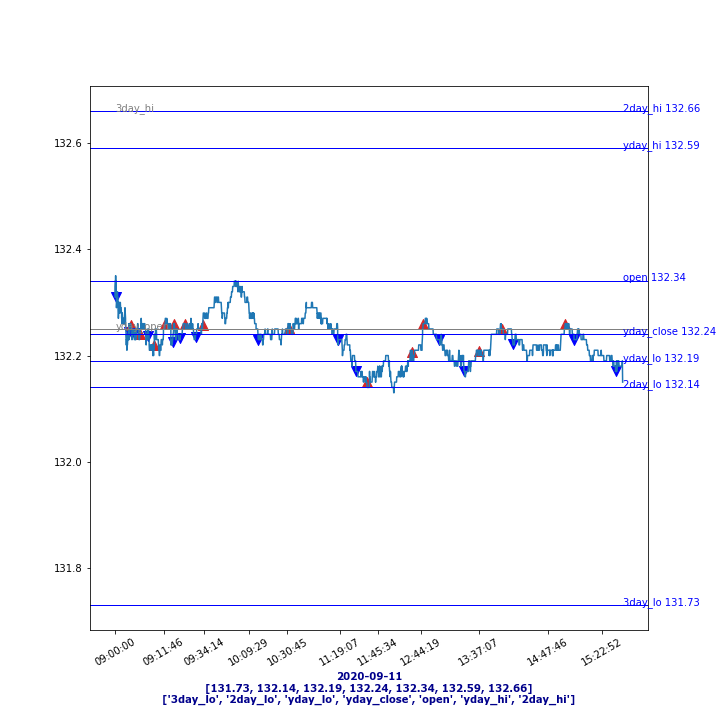 3day_hi
2day_hi 132.66
132.6
yday_hi 132.59
132.4
open 132.34
yday_open
yday_close 132.24
132.2
yday_lo 132.19
2day_lo 132.14
132.0
131.8
3day_lo 131.73
09:00:00
09:11:46
09:34:14
10:09:29
10:30:45
11:19:07
11:45:34
12:44:19
13:37:07
14:47:46
15:22:52
2020-09-11
[131.73, 132.14, 132.19, 132.24, 132.34, 132.59, 132.66]
['3day_lo', '2day_lo', 'yday_lo', 'yday_close', 'open', 'yday_hi', '2day_hi']